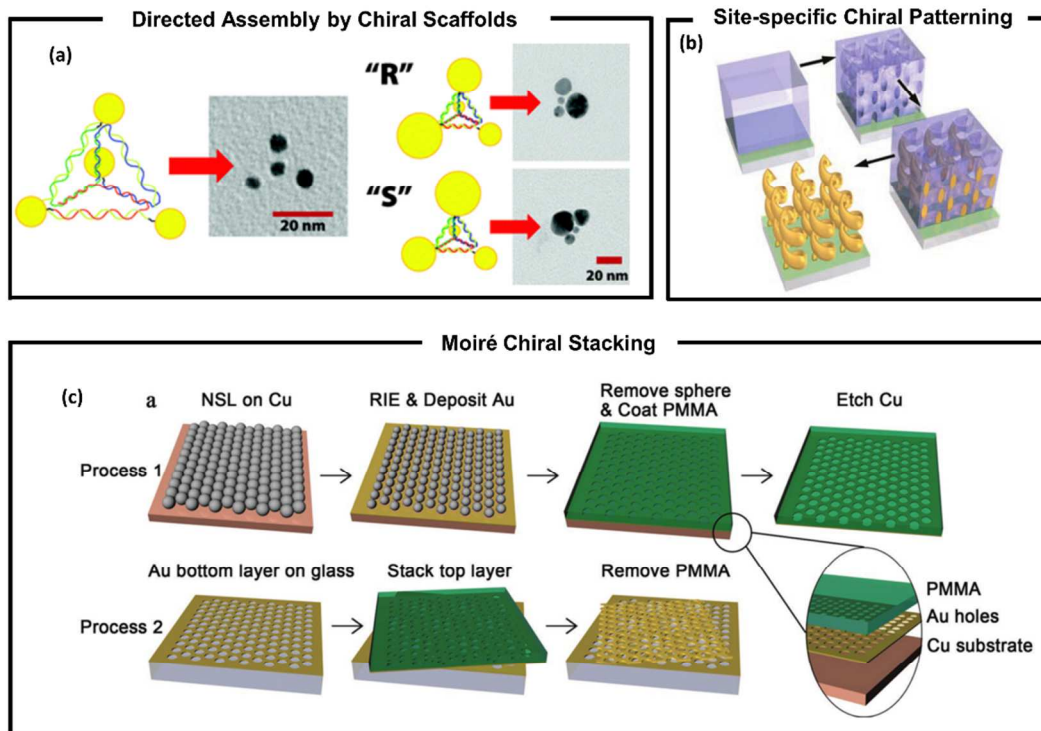 Directed Assembly by Chiral Scaffolds
(a)
20 nm
"R"
"S"
20 nm
Site-specific Chiral Patterning
(b)
Moiré Chiral Stacking
(c)
a
NSL on Cu
RIE & Deposit Au
Remove sphere
& Coat PMMA
Etch Cu
Process 1
Au bottom layer on glass
Stack top layer
Remove PMMA
Process 2
PMMA
Au holes
Cu substrate